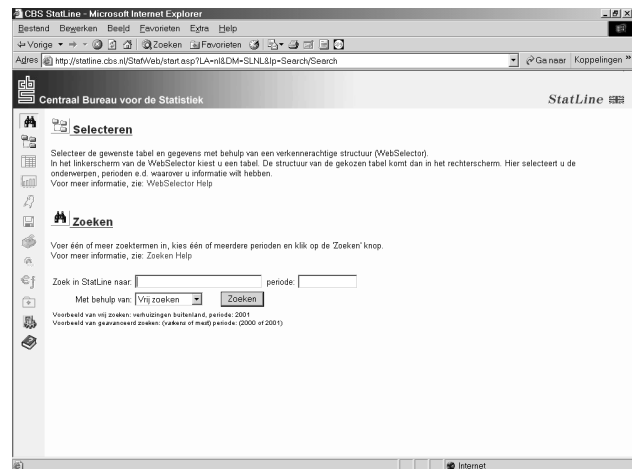 CBS StatLine - Microsoft Internet Explorer
Bestand Bewerken Beeld Favorieten Extra Help
Vorige Zoeken Favorieten
Adres http://statline.cbs.nl/StatWeb/start.asp?LA=nl&DM=SLNL&lp=Search/Search Ga naar Koppelingen »
Centraal Bureau voor de Statistiek StatLine
Selecteren
Selecteer de gewenste tabel en gegevens met behulp van een verkennerachtige structuur (WebSelector).
In het linkerscherm van de WebSelector kiest u een tabel. De structuur van de gekozen tabel komt dan in het rechterscherm. Hier selecteert u de
onderwerpen, perioden e.d. waarover u informatie wilt hebben.
Voor meer informatie, zie: WebSelector Help
Zoeken
Voer één of meer zoektermen in, kies één of meerdere perioden en klik op de 'Zoeken' knop.
Voor meer informatie, zie: Zoeken Help
Zoek in StatLine naar: periode:
Met behulp van: Vrij zoeken Zoeken
Voorbeeld van vrij zoeken: verhuizingen buitenland, periode: 2001
Voorbeeld van geavanceerd zoeken: (varkens of mest) periode: (2000 of 2001)
Internet